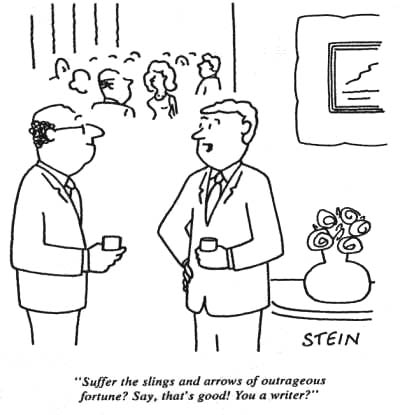 STEIN
"Suffer the slings and arrows of outrageous
fortune? Say, that's good! You a writer?"